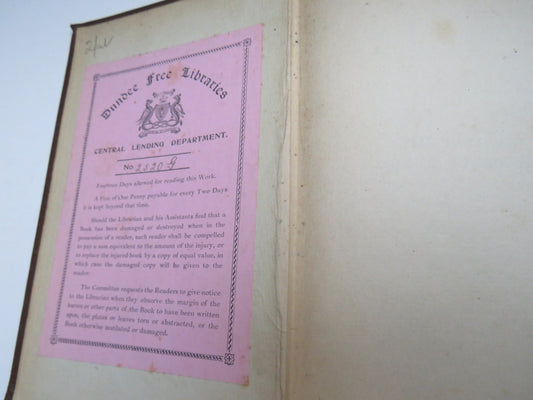 Dundee Free Libraries
CENTRAL LENDING DEPARTMENT.
No. 2520 G
Fourteen Days allowed for reading this Work.
A Fine of One Penny payable for every Two Days
it is kept beyond that time.
Should the Librarian and his Assistants find that a
Book has been damaged or destroyed when in the
possession of a reader, such reader shall be compelled
to pay a sum equivalent to the amount of the injury, or
to replace the injured book by a copy of equal value, in
which case the damaged copy will be given to the
reader.
The Committee requests the Readers to give notice
to the Librarian when they observe the margin of the
leaves or other parts of the Book to have been written
upon, the plates or leaves torn or abstracted, or the
Book otherwise mutilated or damaged.